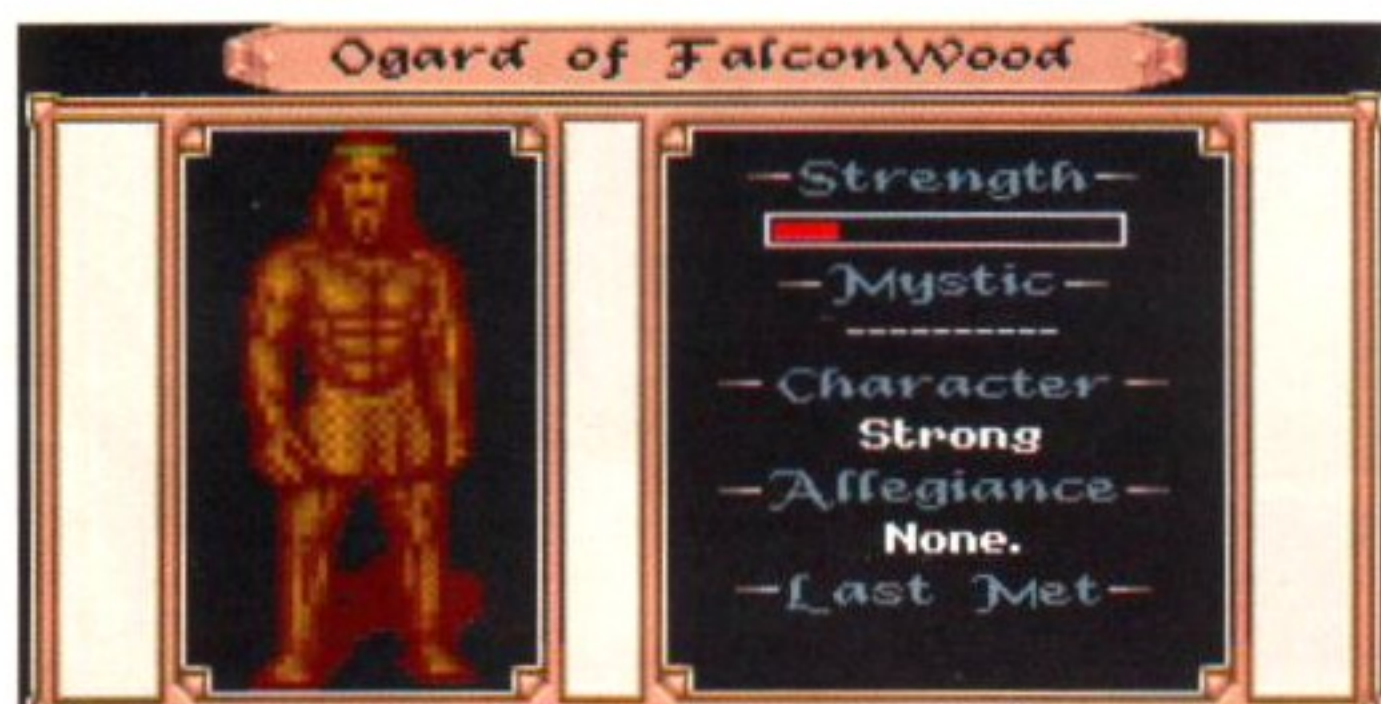 Ogard of FalconWood
Strength
Mystic
----------
Character
Strong
Allegiance
None.
Last Met